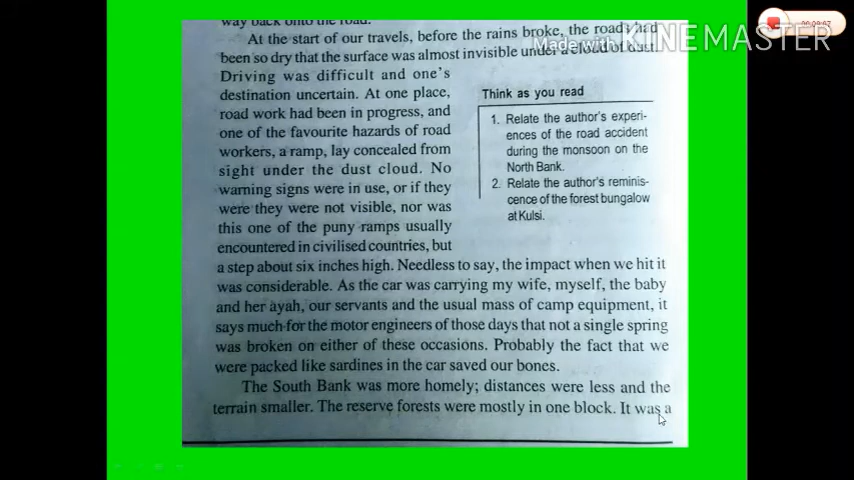 way back onto the road.
At the start of our travels, before the rains broke, the roads had
been so dry that the surface was almost invisible under a cloud of dust.
Driving was difficult and one's
destination uncertain. At one place,
road work had been in progress, and
one of the favourite hazards of road
workers, a ramp, lay concealed from
sight under the dust cloud. No
warning signs were in use, or if they
were they were not visible, nor was
this one of the puny ramps usually
encountered in civilised countries, but
a step about six inches high. Needless to say, the impact when we hit it
was considerable. As the car was carrying my wife, myself, the baby
and her ayah, our servants and the usual mass of camp equipment, it
says much for the motor engineers of those days that not a single spring
was broken on either of these occasions. Probably the fact that we
were packed like sardines in the car saved our bones.
The South Bank was more homely; distances were less and the
terrain smaller. The reserve forests were mostly in one block. It was a
Think as you read
1. Relate the author's experi-
ences of the road accident
during the monsoon on the
North Bank.
2. Relate the author's reminis-
cence of the forest bungalow
at Kulsi.
Made with KINEMASTER